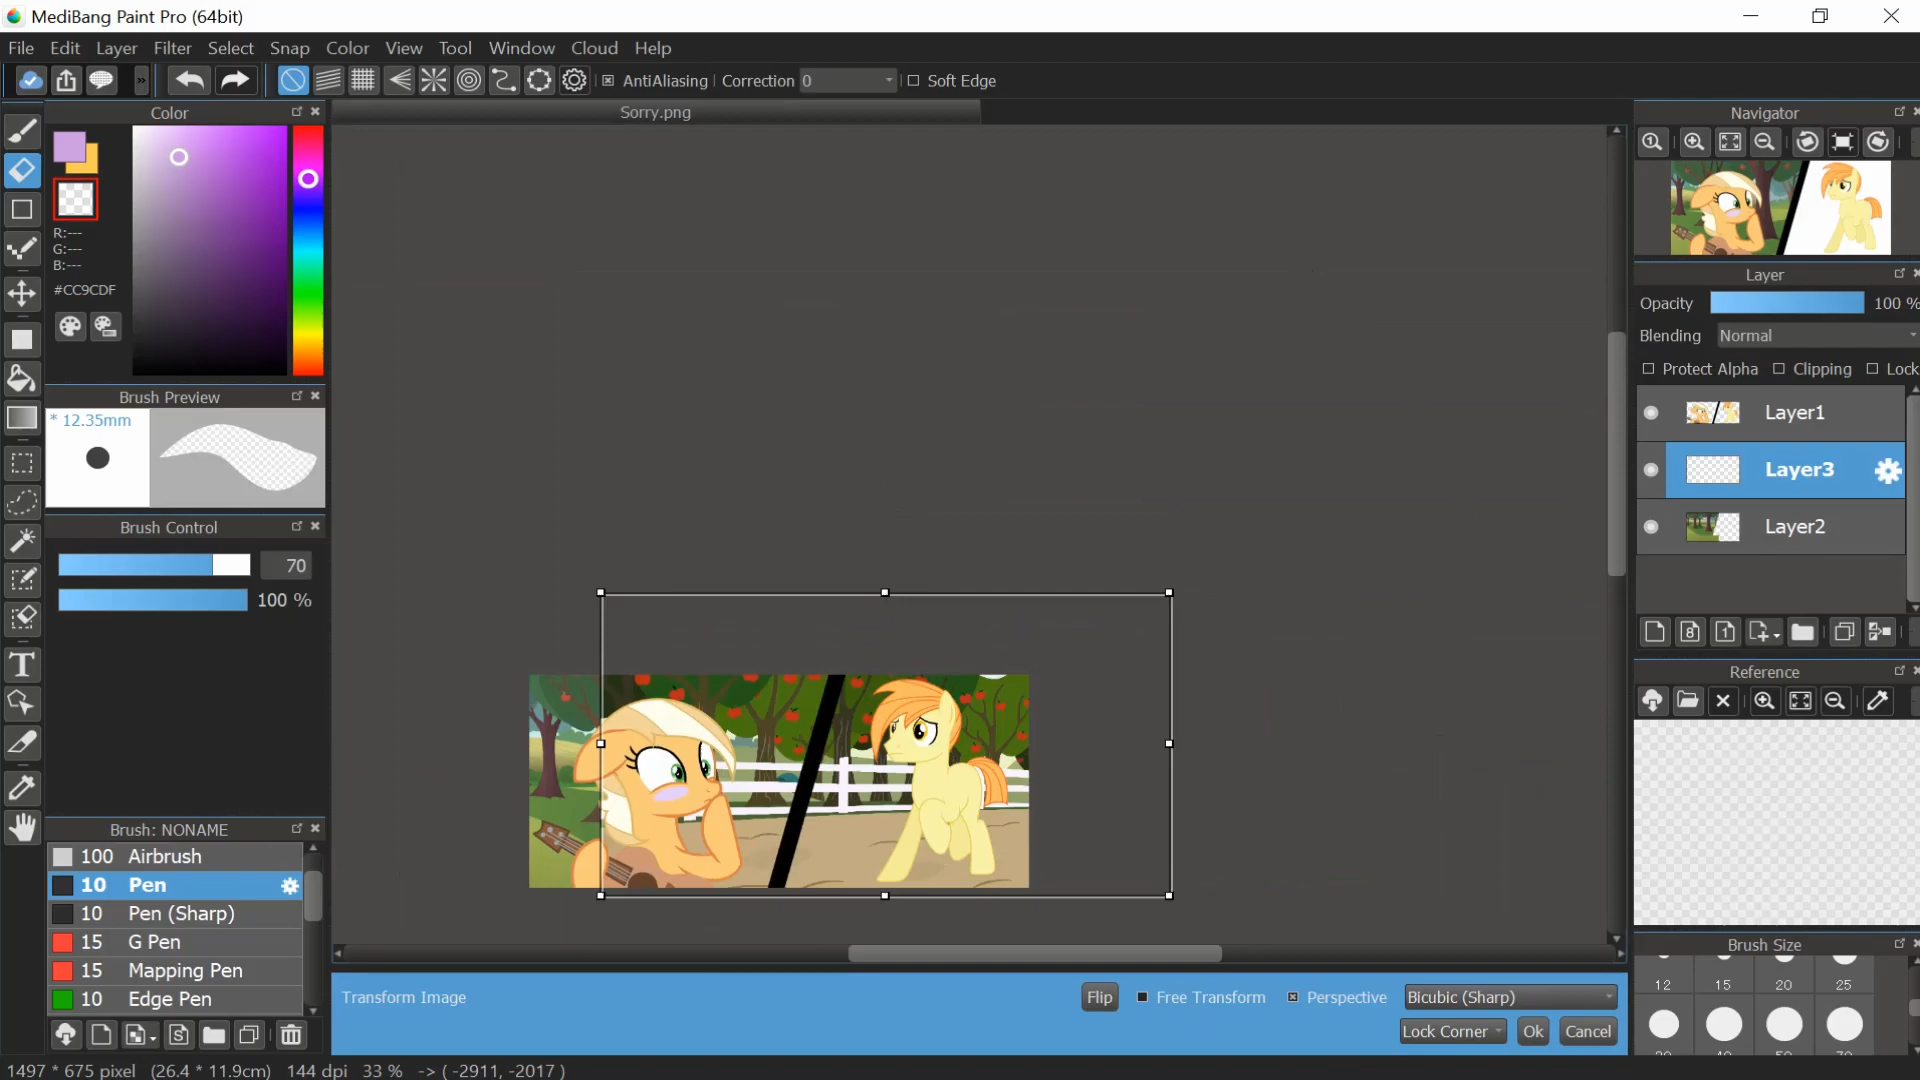 MediBang Paint Pro (64bit)
File Edit Layer Filter Select Snap Color View Tool Window Cloud Help
» AntiAliasing Correction 0 Soft Edge
Color
R:---
G:---
B:---
#CC9CDF
Brush Preview
* 12.35mm
Brush Control
70
100 %
Brush: NONAME
100 Airbrush
10 Pen
10 Pen (Sharp)
15 G Pen
15 Mapping Pen
10 Edge Pen
Sorry.png
Transform Image
Flip Free Transform Perspective Bicubic (Sharp)
Lock Corner Ok Cancel
Navigator
Layer
Opacity 100 %
Blending Normal
Protect Alpha Clipping Lock
Layer1
Layer3
Layer2
8 1
Reference
Brush Size
12 15 20 25
1497 * 675 pixel (26.4 * 11.9cm) 144 dpi 33 % -> ( -2911, -2017 )